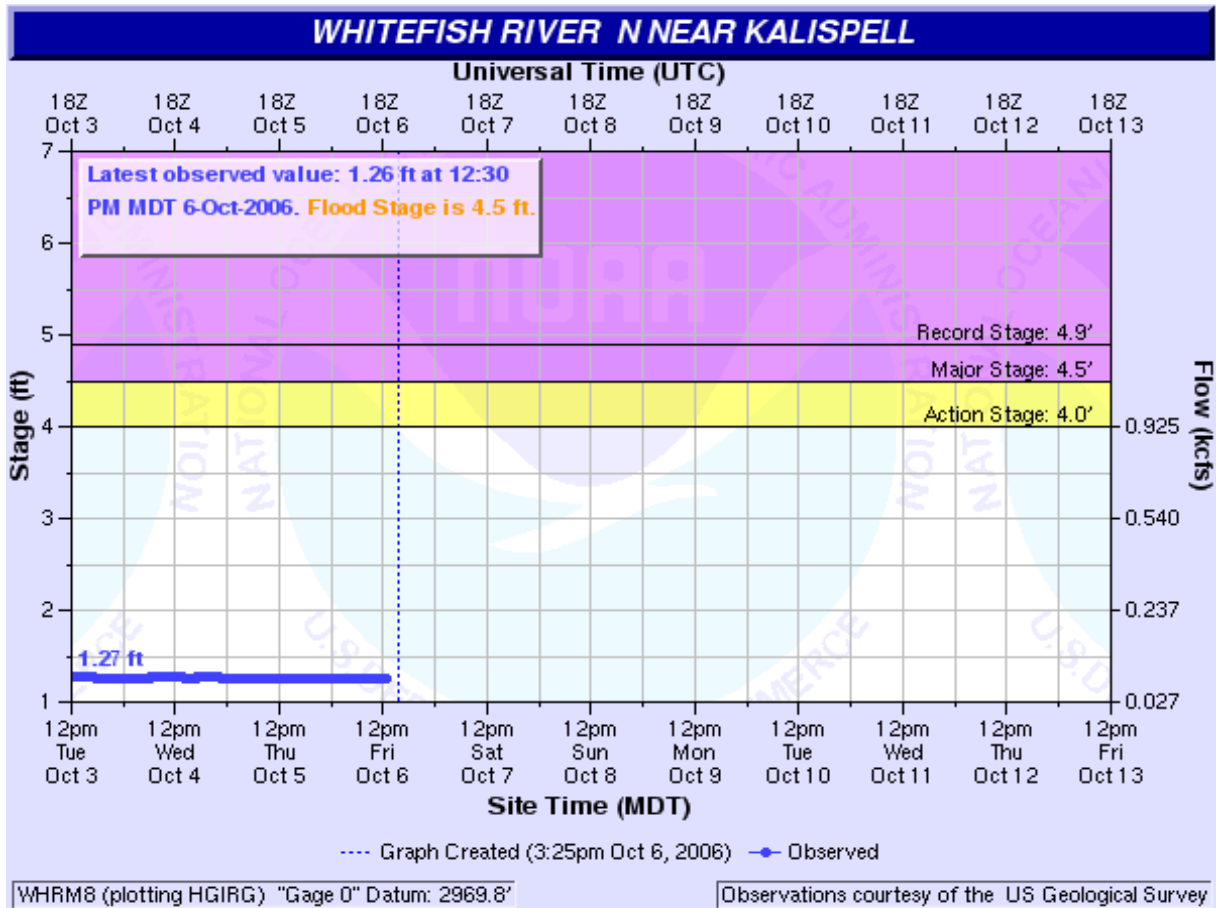 WHITEFISH RIVER N NEAR KALISPELL
Universal Time (UTC)
18Z 18Z 18Z 18Z 18Z 18Z 18Z 18Z 18Z 18Z 18Z
Oct 3 Oct 4 Oct 5 Oct 6 Oct 7 Oct 8 Oct 9 Oct 10 Oct 11 Oct 12 Oct 13
Latest observed value: 1.26 ft at 12:30
PM MDT 6-Oct-2006. Flood Stage is 4.5 ft.
Stage (ft)
7
6
5
4
3
2
1
NOAA
NATIONAL OCEANIC
ADMINISTRATION
U.S. DEPARTMENT OF COMMERCE
Record Stage: 4.9'
Major Stage: 4.5'
Action Stage: 4.0'
1.27 ft
Flow (kcfs)
0.925
0.540
0.237
0.027
12pm 12pm 12pm 12pm 12pm 12pm 12pm 12pm 12pm 12pm 12pm
Tue Wed Thu Fri Sat Sun Mon Tue Wed Thu Fri
Oct 3 Oct 4 Oct 5 Oct 6 Oct 7 Oct 8 Oct 9 Oct 10 Oct 11 Oct 12 Oct 13
Site Time (MDT)
Graph Created (3:25pm Oct 6, 2006) Observed
WHRM8 (plotting HGIRG) "Gage 0" Datum: 2969.8'
Observations courtesy of the US Geological Survey